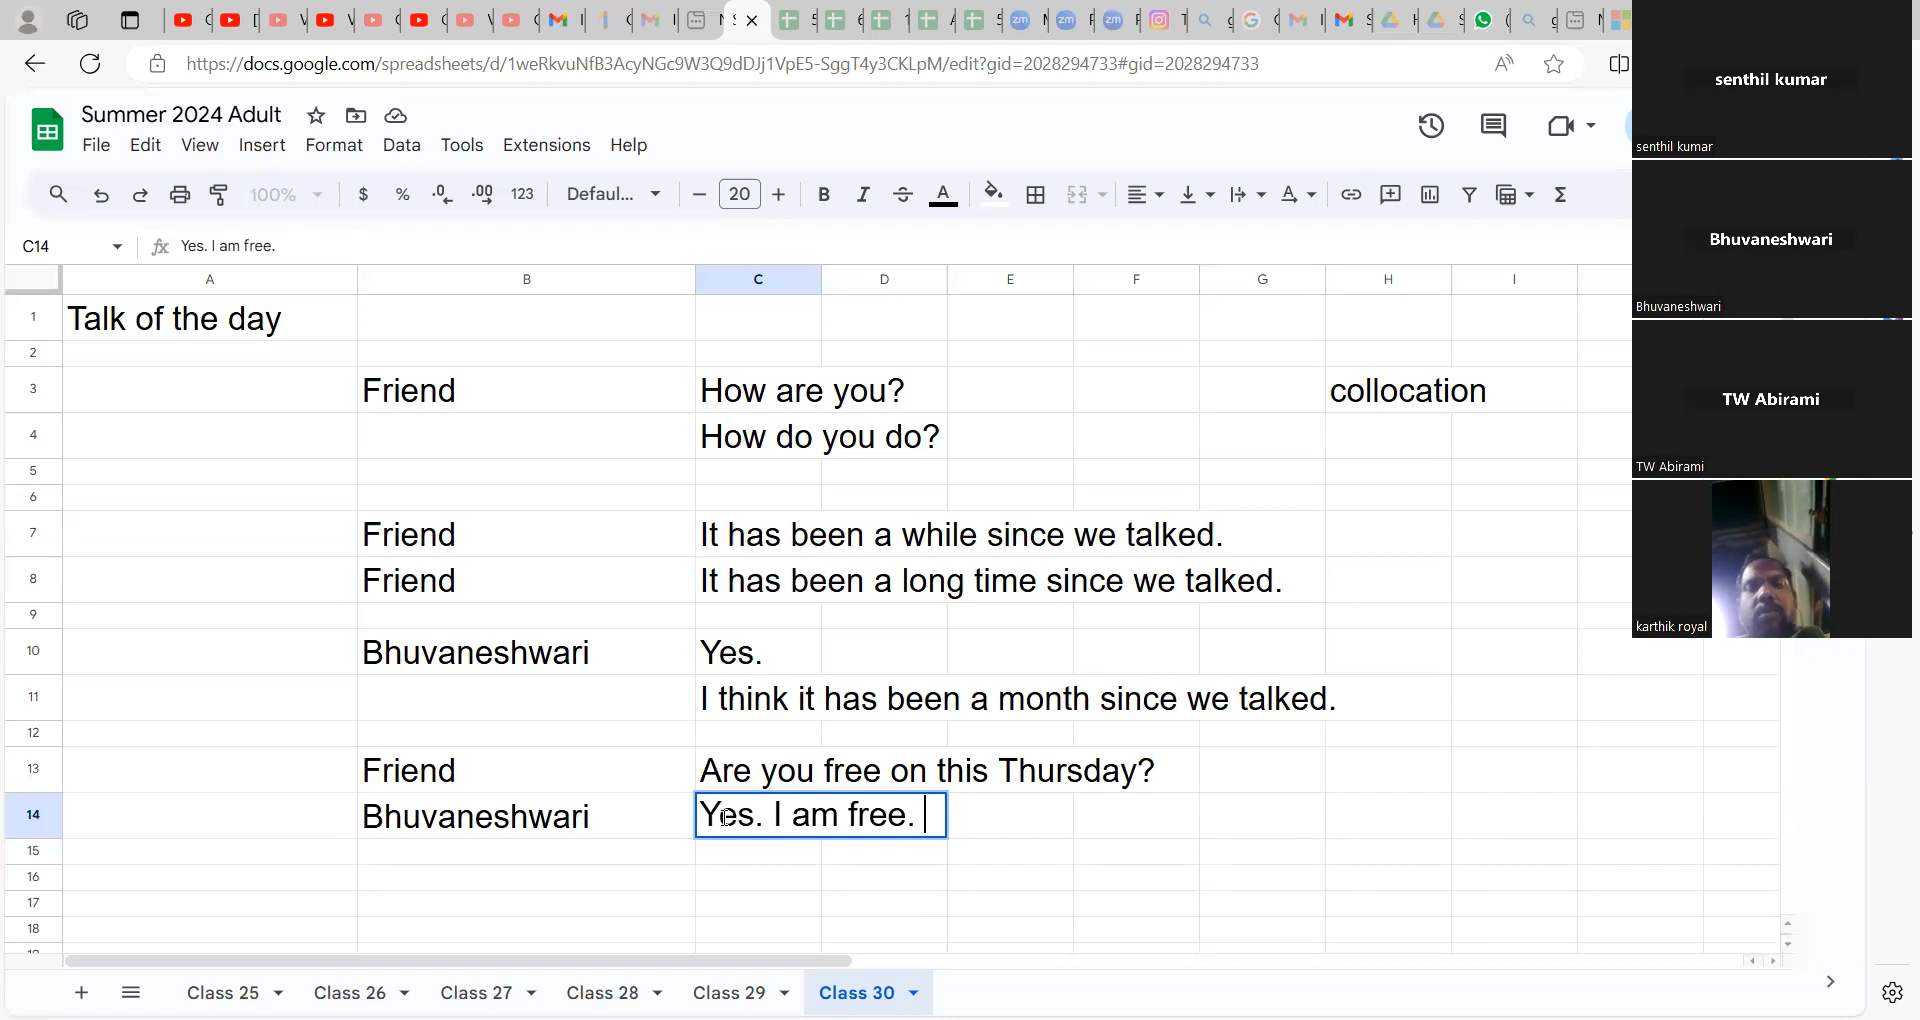 https://docs.google.com/spreadsheets/d/1weRkvuNfB3AcyNGc9W3Q9dDJj1VpE5-SggT4y3CKLpM/edit?gid=2028294733#gid=2028294733
Summer 2024 Adult
File Edit View Insert Format Data Tools Extensions Help
100% $ % .0 .00 123 Defaul... 20 B I S A
C14 fx Yes. I am free.
A B C D E F G H I
1 Talk of the day
2
3 Friend How are you? collocation
4 How do you do?
5
6
7 Friend It has been a while since we talked.
8 Friend It has been a long time since we talked.
9
10 Bhuvaneshwari Yes.
11 I think it has been a month since we talked.
12
13 Friend Are you free on this Thursday?
14 Bhuvaneshwari Yes. I am free.
15
16
17
18
Class 25 Class 26 Class 27 Class 28 Class 29 Class 30
senthil kumar
senthil kumar
Bhuvaneshwari
Bhuvaneshwari
TW Abirami
TW Abirami
karthik royal